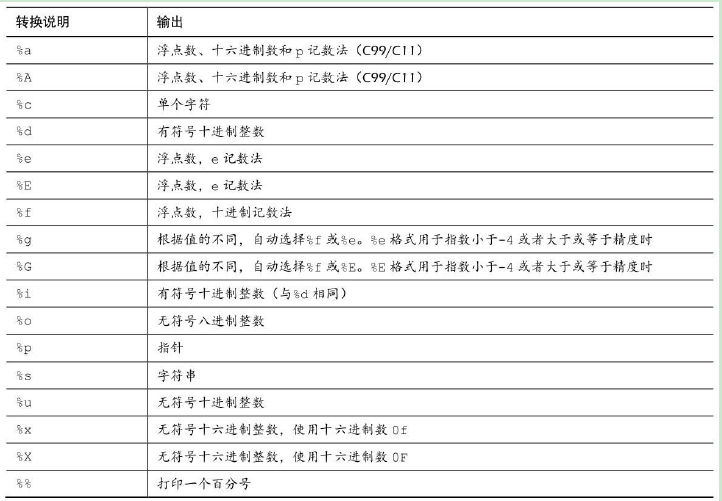 转换说明 输出
%a 浮点数、十六进制数和 p 记数法（C99/C11）
%A 浮点数、十六进制数和 p 记数法（C99/C11）
%c 单个字符
%d 有符号十进制整数
%e 浮点数，e 记数法
%E 浮点数，e 记数法
%f 浮点数，十进制记数法
%g 根据值的不同，自动选择%f 或%e。%e 格式用于指数小于-4 或者大于或等于精度时
%G 根据值的不同，自动选择%f 或%E。%E 格式用于指数小于-4 或者大于或等于精度时
%i 有符号十进制整数（与%d 相同）
%o 无符号八进制整数
%p 指针
%s 字符串
%u 无符号十进制整数
%x 无符号十六进制整数，使用十六进制数 0f
%X 无符号十六进制整数，使用十六进制数 0F
%% 打印一个百分号